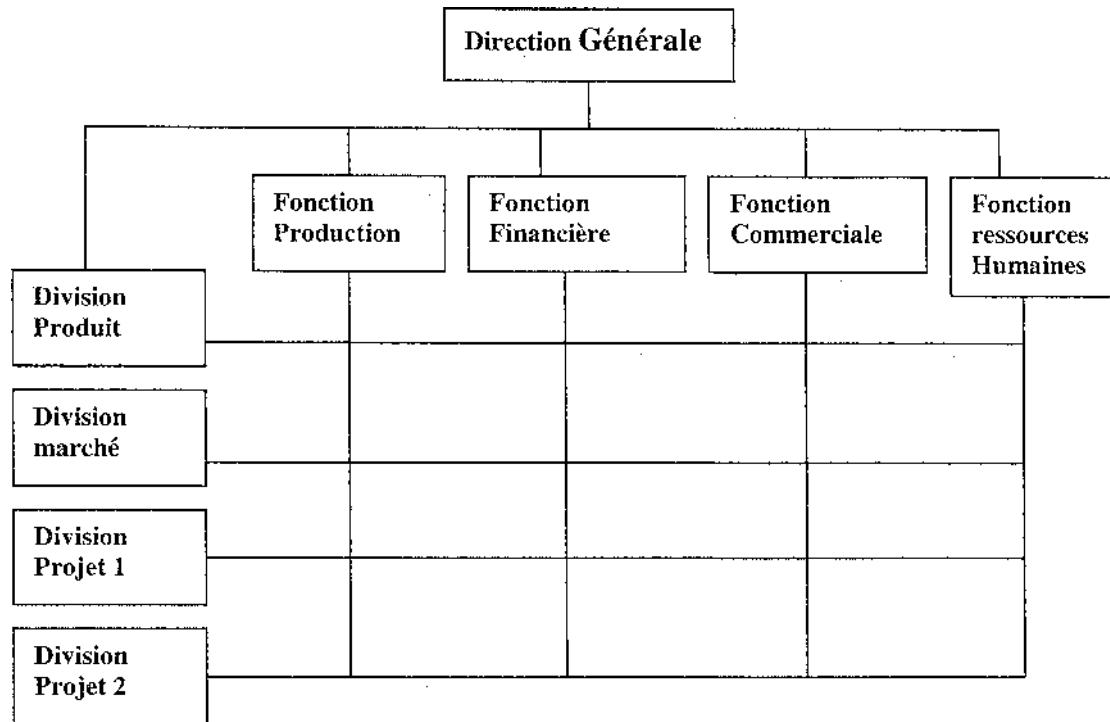 Direction Générale
Fonction
Production
Fonction
Financière
Fonction
Commerciale
Fonction
ressources
Humaines
Division
Produit
Division
marché
Division
Projet 1
Division
Projet 2